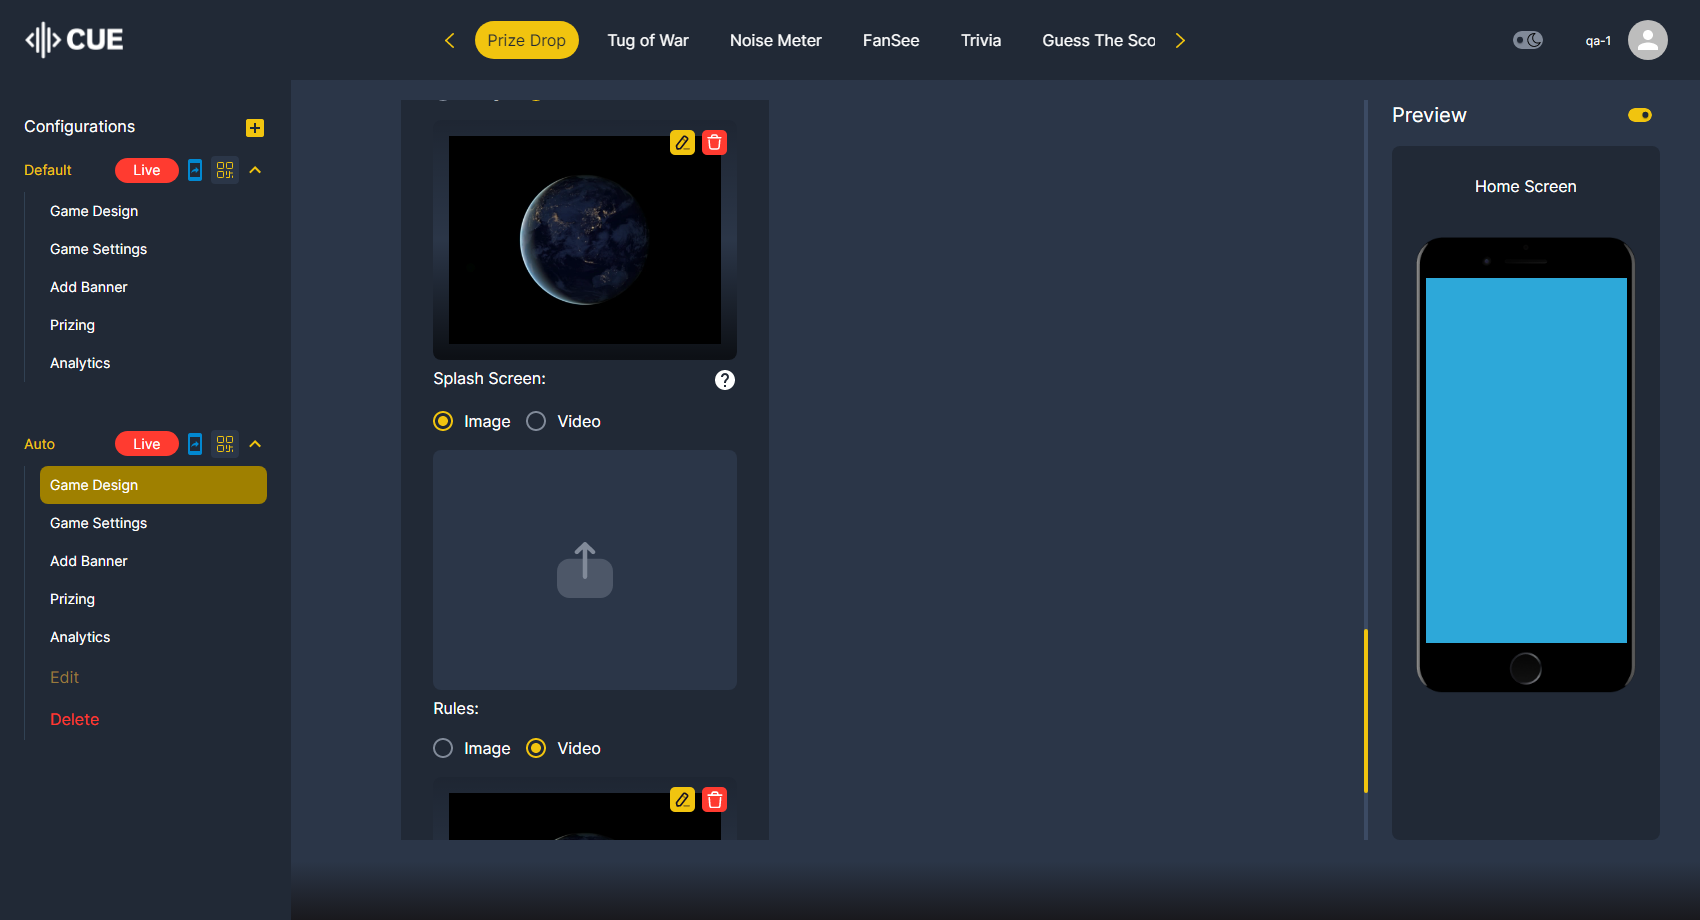 CUE
Prize Drop
Tug of War
Noise Meter
FanSee
Trivia
Guess The Sco
qa-1
Configurations
Default
Live
Game Design
Game Settings
Add Banner
Prizing
Analytics
Auto
Live
Game Design
Game Settings
Add Banner
Prizing
Analytics
Edit
Delete
Splash Screen:
?
Image
Video
Rules:
Image
Video
Preview
Home Screen